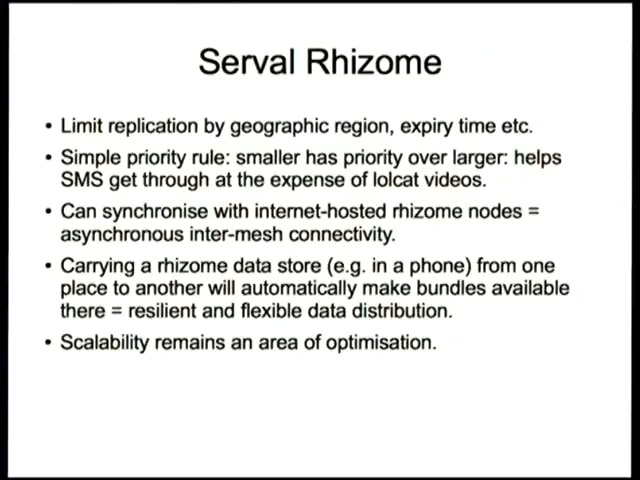 Serval Rhizome
• Limit replication by geographic region, expiry time etc.
• Simple priority rule: smaller has priority over larger: helps
SMS get through at the expense of lolcat videos.
• Can synchronise with internet-hosted rhizome nodes =
asynchronous inter-mesh connectivity.
• Carrying a rhizome data store (e.g. in a phone) from one
place to another will automatically make bundles available
there = resilient and flexible data distribution.
• Scalability remains an area of optimisation.